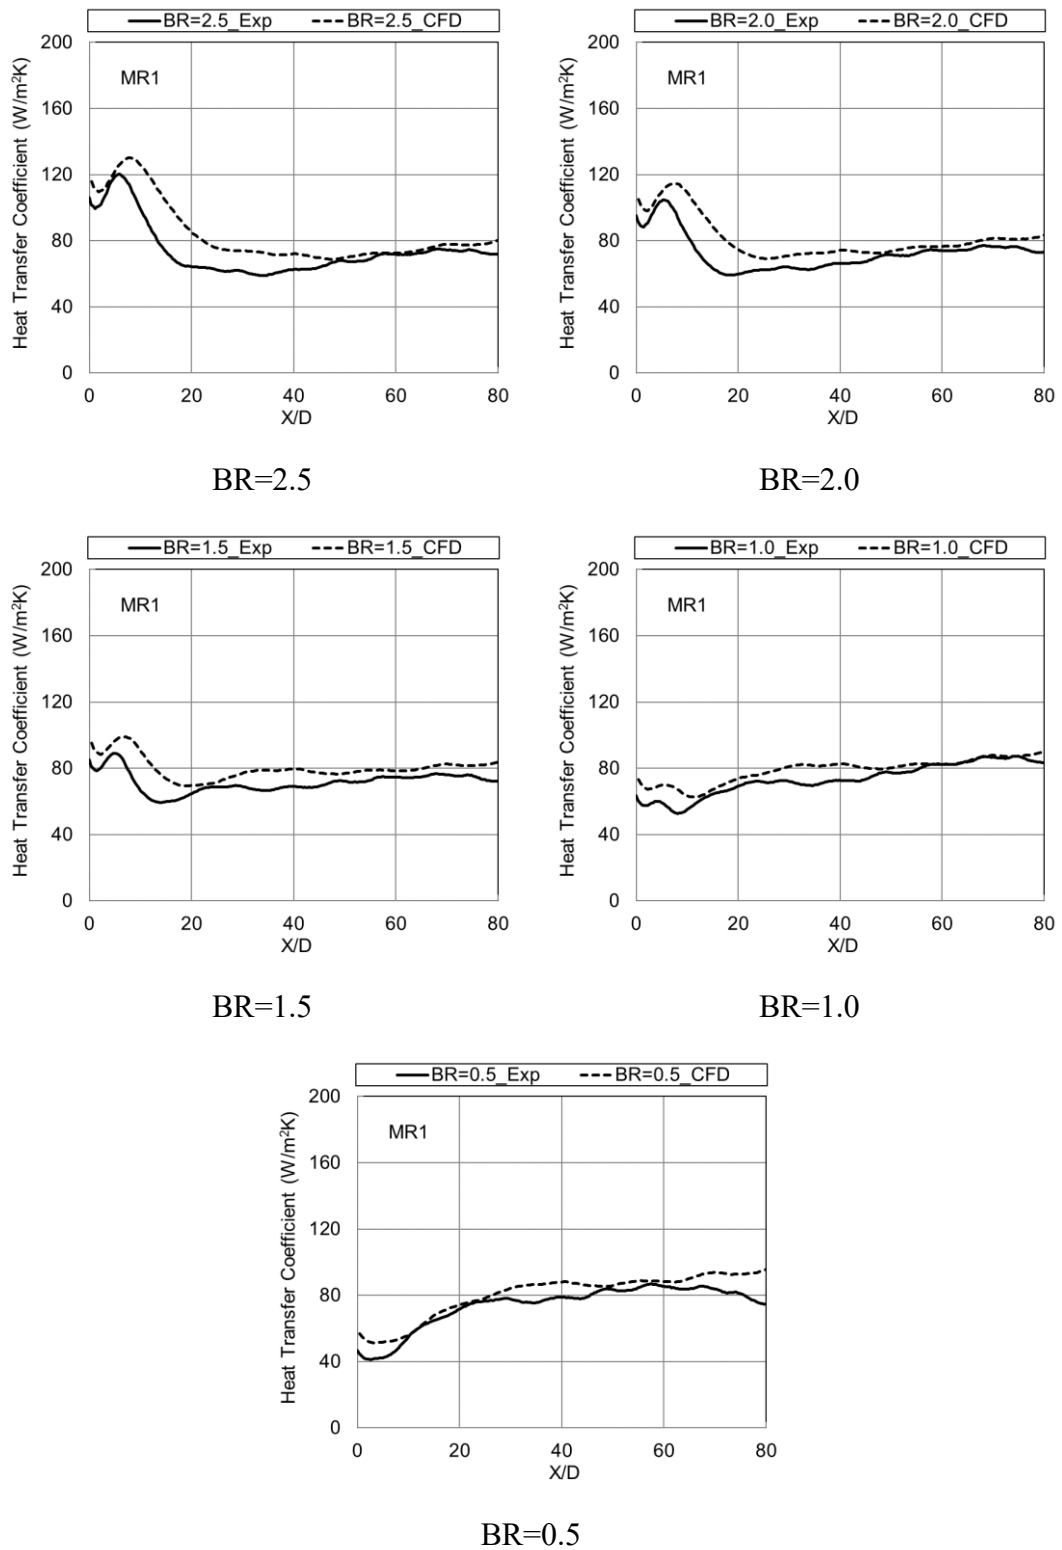 BR=2.5_Exp BR=2.5_CFD
Heat Transfer Coefficient (W/m²K)
200
160
120
80
40
0
MR1
0 20 40 60 80
X/D
BR=2.5
BR=2.0_Exp BR=2.0_CFD
Heat Transfer Coefficient (W/m²K)
200
160
120
80
40
0
MR1
0 20 40 60 80
X/D
BR=2.0
BR=1.5_Exp BR=1.5_CFD
Heat Transfer Coefficient (W/m²K)
200
160
120
80
40
0
MR1
0 20 40 60 80
X/D
BR=1.5
BR=1.0_Exp BR=1.0_CFD
Heat Transfer Coefficient (W/m²K)
200
160
120
80
40
0
MR1
0 20 40 60 80
X/D
BR=1.0
BR=0.5_Exp BR=0.5_CFD
Heat Transfer Coefficient (W/m²K)
200
160
120
80
40
0
MR1
0 20 40 60 80
X/D
BR=0.5